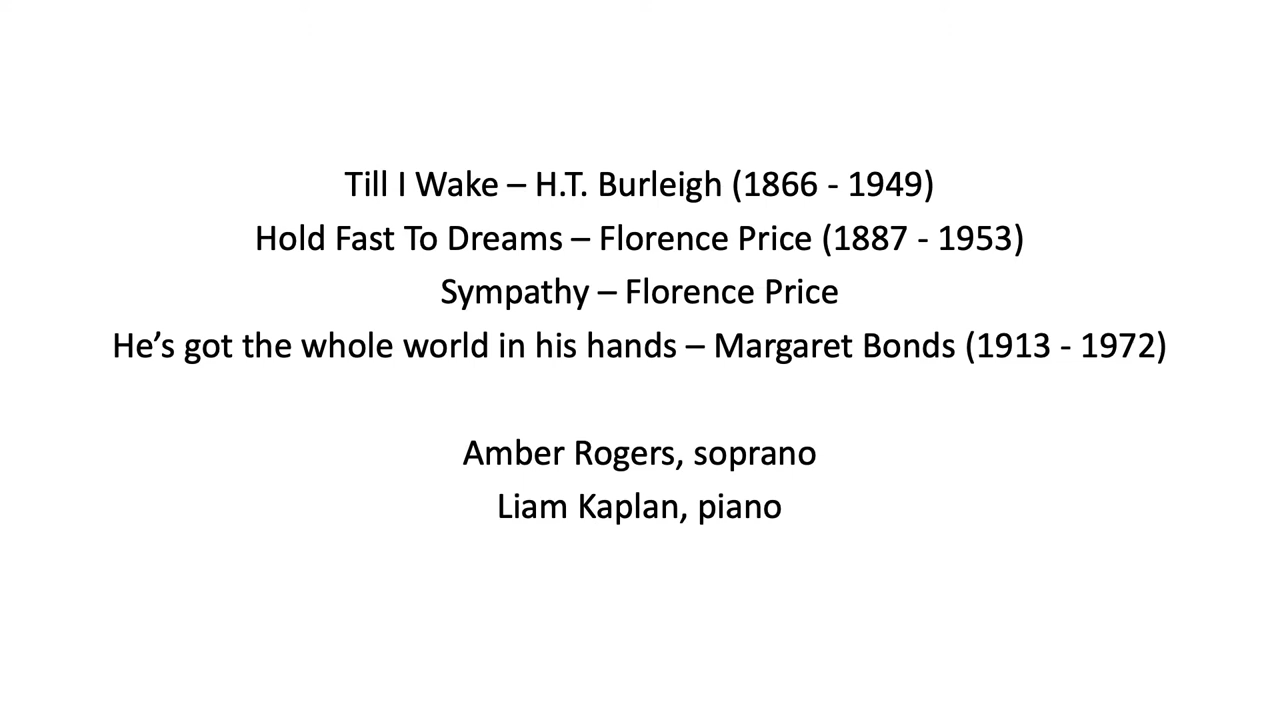 Till I Wake – H.T. Burleigh (1866 - 1949)
Hold Fast To Dreams – Florence Price (1887 - 1953)
Sympathy – Florence Price
He’s got the whole world in his hands – Margaret Bonds (1913 - 1972)
Amber Rogers, soprano
Liam Kaplan, piano